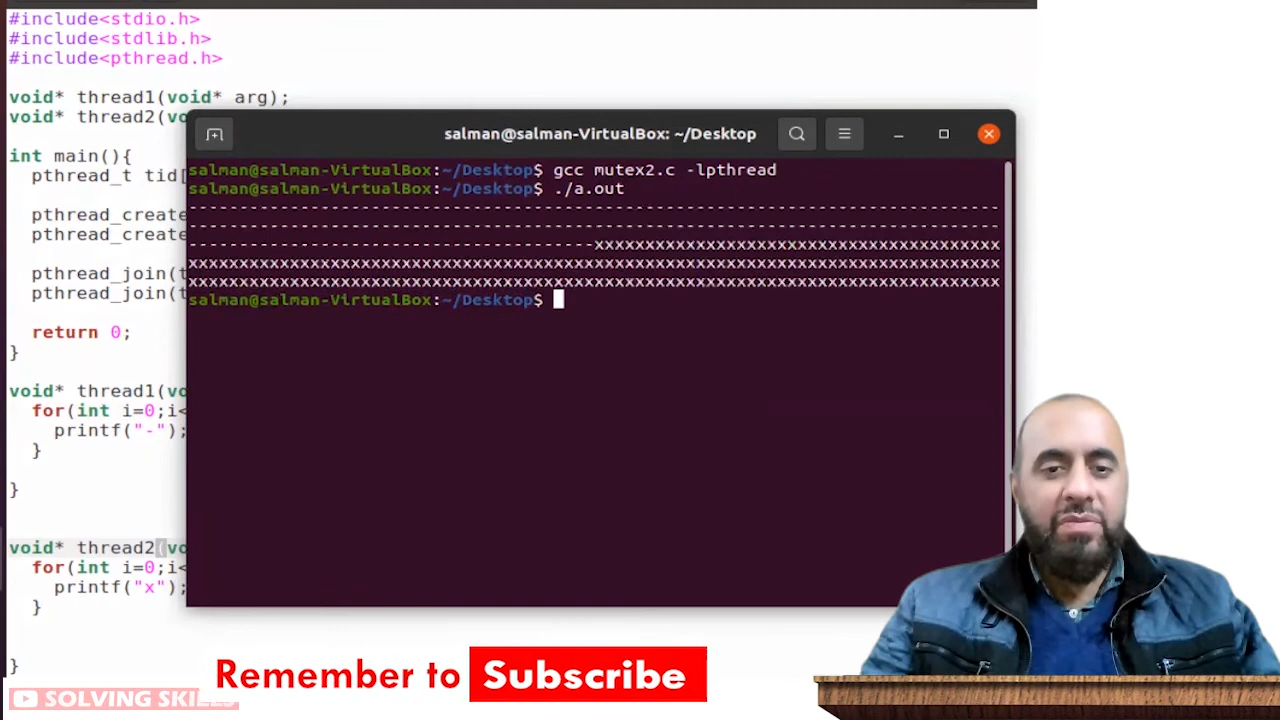 #include<stdio.h>
#include<stdlib.h>
#include<pthread.h>
void* thread1(void* arg);
void* thread2(vo
int main(){
pthread_t tid[
pthread_create
pthread_create
pthread_join(t
pthread_join(t
return 0;
}
void* thread1(vo
for(int i=0;i<
printf("-");
}
}
void* thread2(vo
for(int i=0;i<
printf("x");
}
}
salman@salman-VirtualBox: ~/Desktop
salman@salman-VirtualBox:~/Desktop$ gcc mutex2.c -lpthread
salman@salman-VirtualBox:~/Desktop$ ./a.out
--------------------------------------------------------------------------------
--------------------------------------------------------------------------------
----------------------------------------xxxxxxxxxxxxxxxxxxxxxxxxxxxxxxxxxxxxxxxx
xxxxxxxxxxxxxxxxxxxxxxxxxxxxxxxxxxxxxxxxxxxxxxxxxxxxxxxxxxxxxxxxxxxxxxxxxxxxxxxx
xxxxxxxxxxxxxxxxxxxxxxxxxxxxxxxxxxxxxxxxxxxxxxxxxxxxxxxxxxxxxxxxxxxxxxxxxxxxxxxx
salman@salman-VirtualBox:~/Desktop$
Remember to Subscribe
SOLVING SKILLS